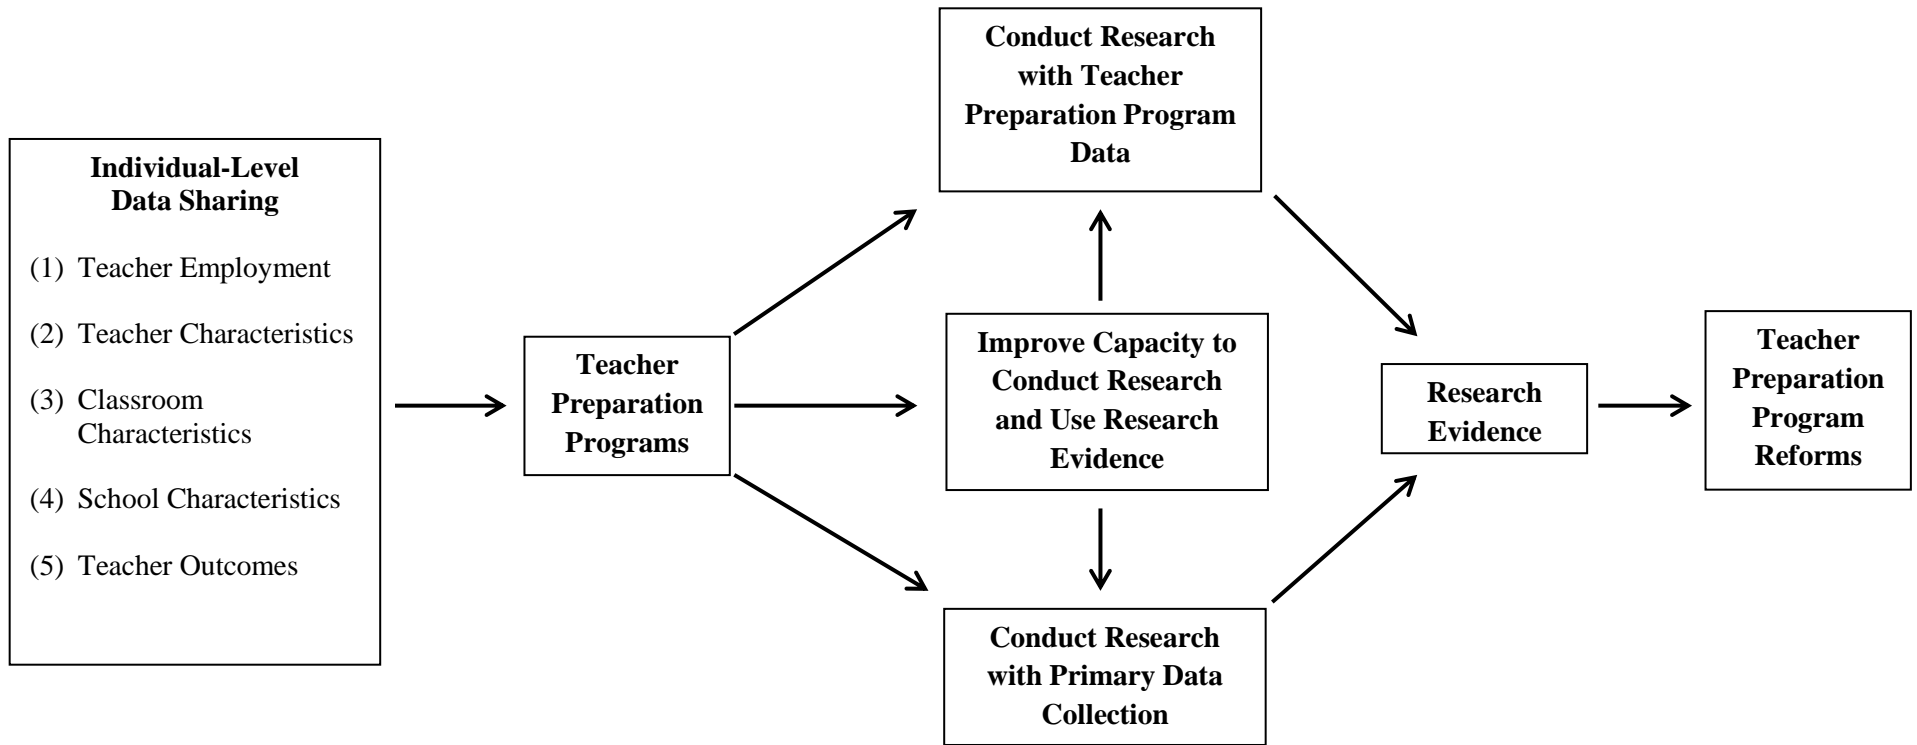 Individual-Level
Data Sharing
(1) Teacher Employment
(2) Teacher Characteristics
(3) Classroom
Characteristics
(4) School Characteristics
(5) Teacher Outcomes
Teacher
Preparation
Programs
Conduct Research
with Teacher
Preparation Program
Data
Improve Capacity to
Conduct Research
and Use Research
Evidence
Conduct Research
with Primary Data
Collection
Research
Evidence
Teacher
Preparation
Program
Reforms